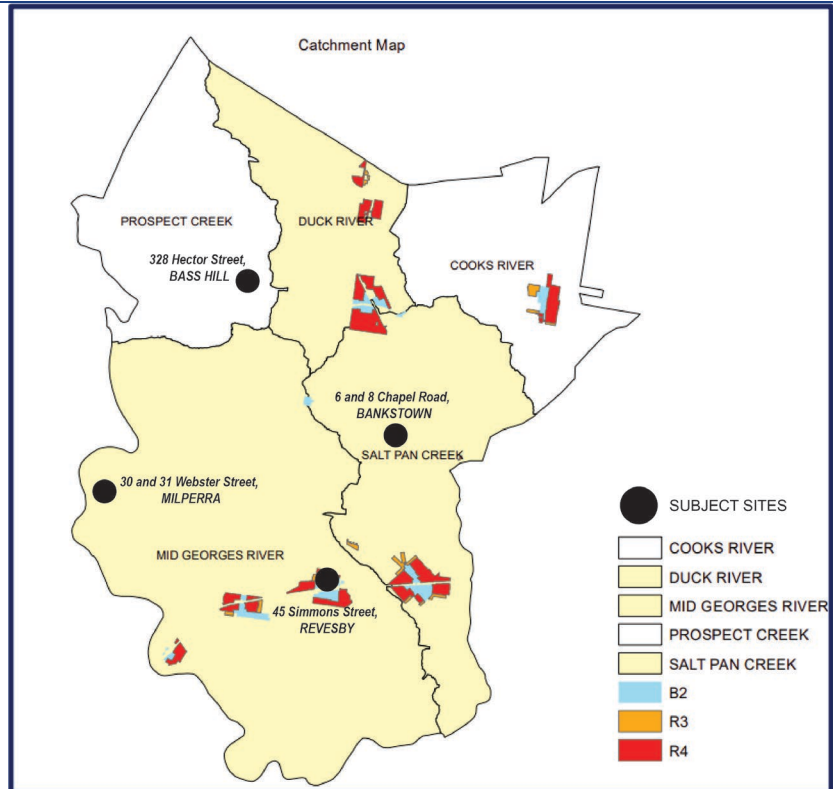 Catchment Map
PROSPECT CREEK
DUCK RIVER
328 Hector Street,
BASS HILL
COOKS RIVER
6 and 8 Chapel Road,
BANKSTOWN
SALT PAN CREEK
30 and 31 Webster Street,
MILPERRA
MID GEORGES RIVER
45 Simmons Street,
REVESBY
SUBJECT SITES
COOKS RIVER
DUCK RIVER
MID GEORGES RIVER
PROSPECT CREEK
SALT PAN CREEK
B2
R3
R4